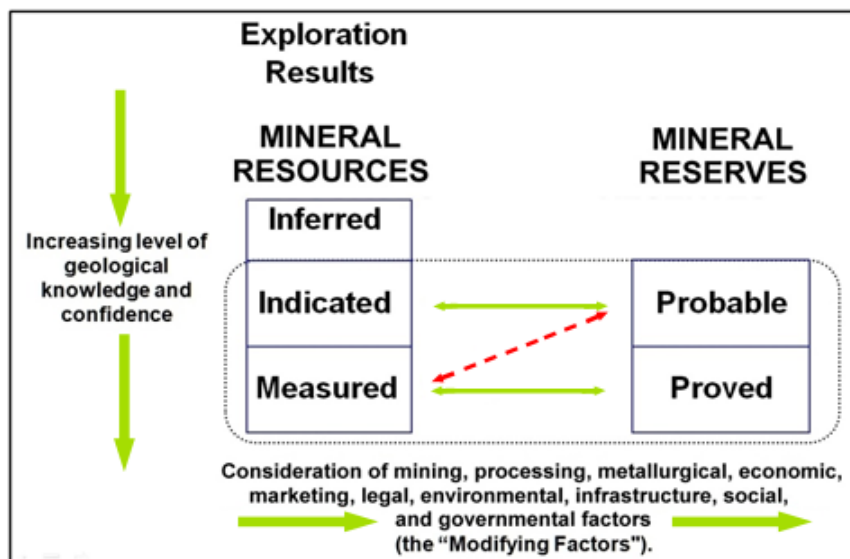 Exploration
Results
MINERAL
RESOURCES
MINERAL
RESERVES
Inferred
Increasing level of
geological
knowledge and
confidence
Indicated
Probable
Measured
Proved
Consideration of mining, processing, metallurgical, economic,
marketing, legal, environmental, infrastructure, social,
and governmental factors
(the “Modifying Factors").